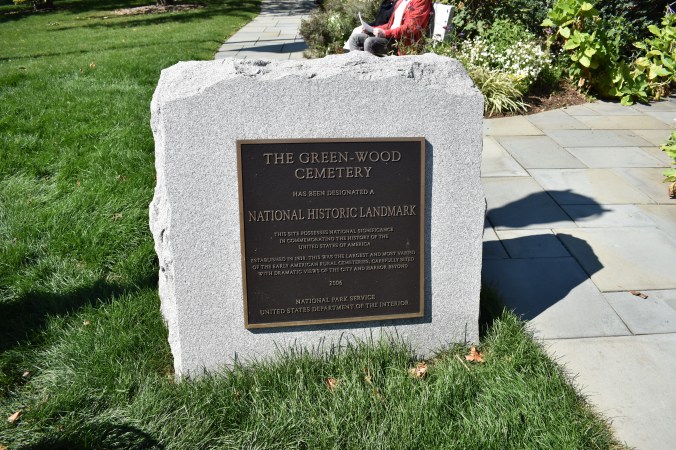 THE GREEN-WOOD
CEMETERY
HAS BEEN DESIGNATED A
NATIONAL HISTORIC LANDMARK
THIS SITE POSSESSES NATIONAL SIGNIFICANCE
IN COMMEMORATING THE HISTORY OF THE
UNITED STATES OF AMERICA
ESTABLISHED IN 1838, THIS WAS THE LARGEST AND MOST VARIED
OF THE EARLY AMERICAN RURAL CEMETERIES, CAREFULLY SITED
WITH DRAMATIC VIEWS OF THE CITY AND HARBOR BEYOND.
2006
NATIONAL PARK SERVICE
UNITED STATES DEPARTMENT OF THE INTERIOR